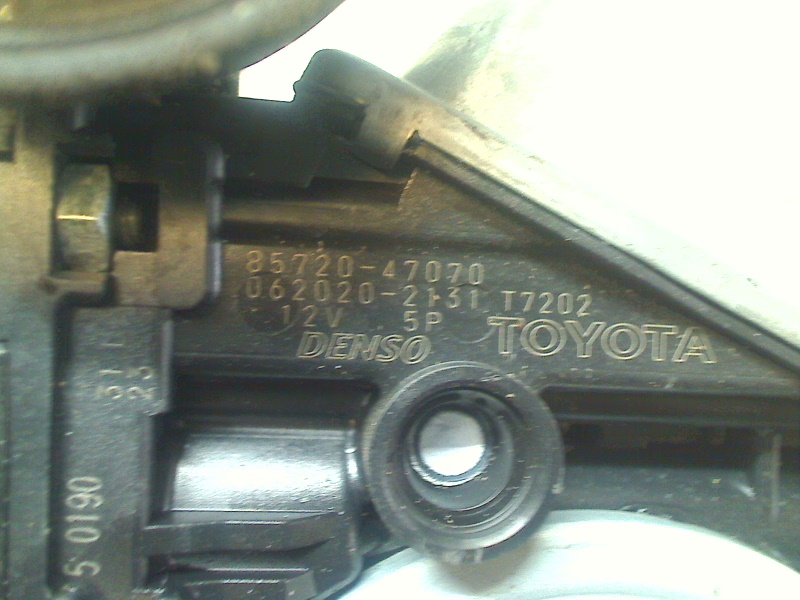 85720-47070
062020-2131 T7202
12V 5P
DENSO TOYOTA
5 0190